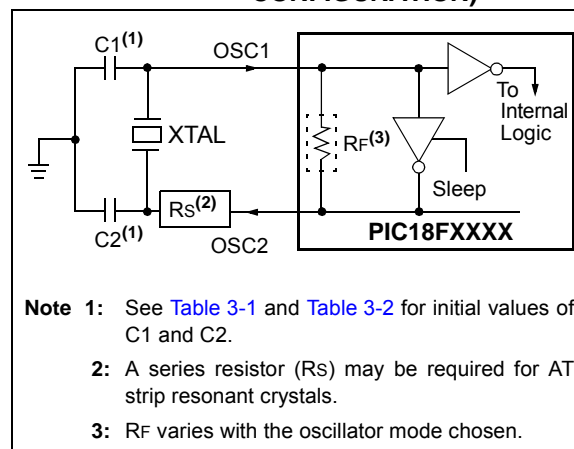 C1(1)
OSC1
To
Internal
Logic
XTAL
RF(3)
Sleep
C2(1)
RS(2)
OSC2
PIC18FXXXX
Note 1: See Table 3-1 and Table 3-2 for initial values of
C1 and C2.
2: A series resistor (RS) may be required for AT
strip resonant crystals.
3: RF varies with the oscillator mode chosen.